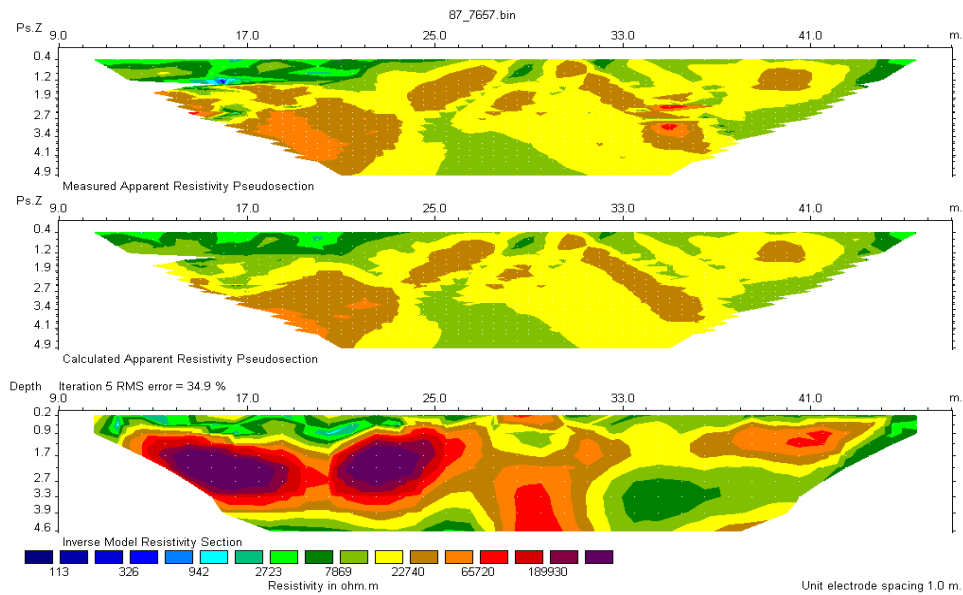 87_7657.bin
Ps.Z
9.0 17.0 25.0 33.0 41.0 m.
0.4
1.2
1.9
2.7
3.4
4.1
4.9
Measured Apparent Resistivity Pseudosection
Ps.Z
9.0 17.0 25.0 33.0 41.0 m.
0.4
1.2
1.9
2.7
3.4
4.1
4.9
Calculated Apparent Resistivity Pseudosection
Depth Iteration 5 RMS error = 34.9 %
9.0 17.0 25.0 33.0 41.0 m.
0.2
0.9
1.7
2.7
3.3
3.9
4.6
Inverse Model Resistivity Section
113 326 942 2723 7869 22740 65720 189930
Resistivity in ohm.m Unit electrode spacing 1.0 m.